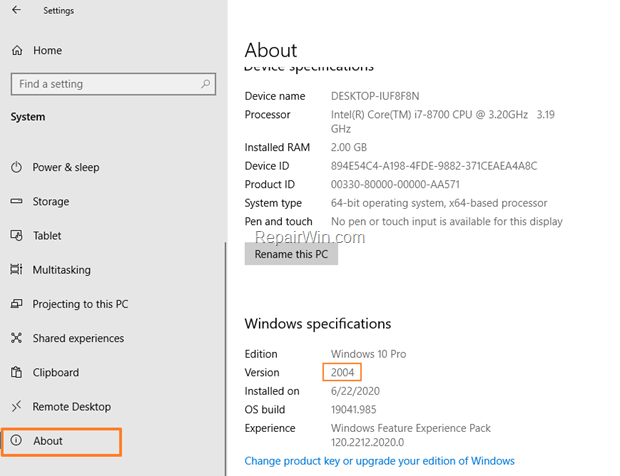 Settings
Home
Find a setting
System
Power & sleep
Storage
Tablet
Multitasking
Projecting to this PC
Shared experiences
Clipboard
Remote Desktop
About
About
Device specifications
Device name DESKTOP-IUF8F8N
Processor Intel(R) Core(TM) i7-8700 CPU @ 3.20GHz 3.19
GHz
Installed RAM 2.00 GB
Device ID 894E54C4-A198-4FDE-9882-371CEAEA4A8C
Product ID 00330-80000-00000-AA571
System type 64-bit operating system, x64-based processor
Pen and touch No pen or touch input is available for this display
RepairWin.com
Rename this PC
Windows specifications
Edition Windows 10 Pro
Version 2004
Installed on 6/22/2020
OS build 19041.985
Experience Windows Feature Experience Pack
120.2212.2020.0
Change product key or upgrade your edition of Windows